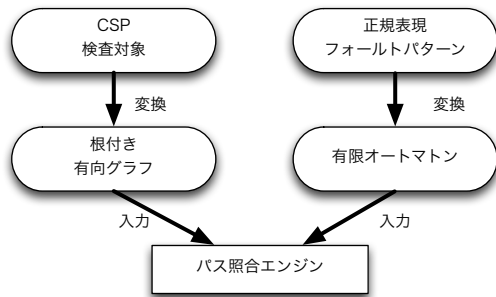 CSP
検査対象
正規表現
フォールトパターン
変換
変換
根付き
有向グラフ
有限オートマトン
入力
入力
パス照合エンジン